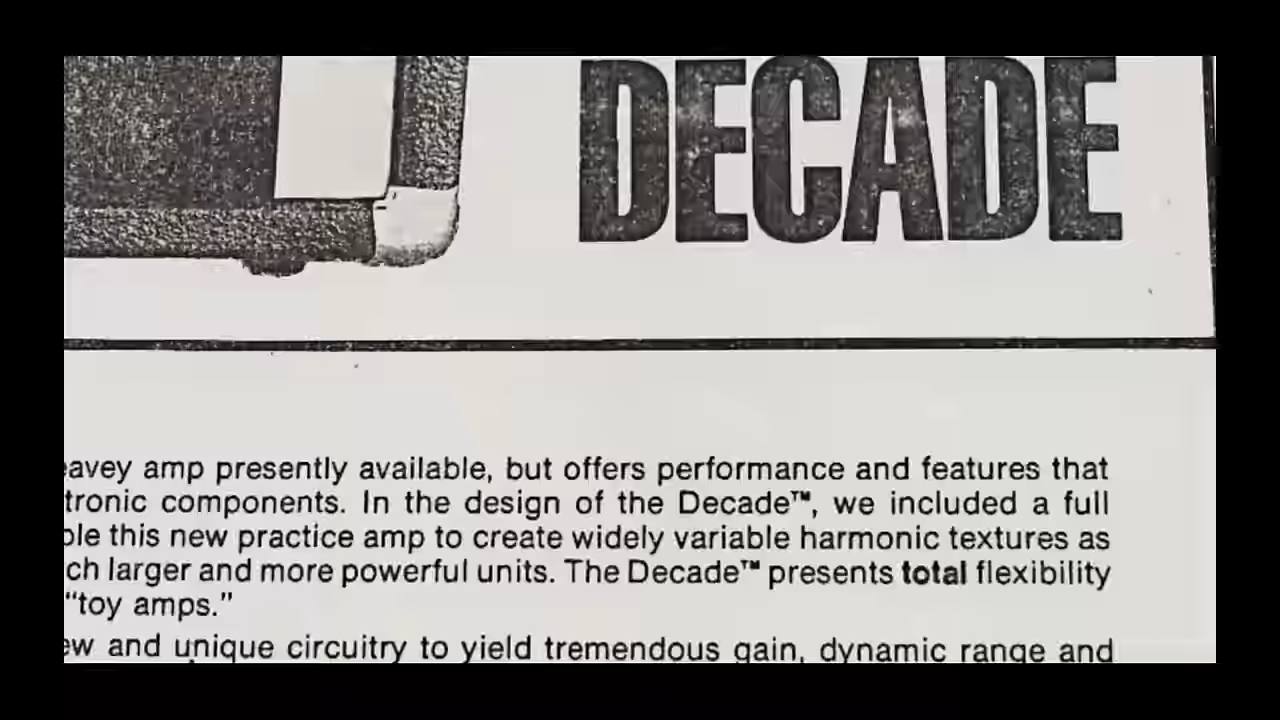 DECADE
eavey amp presently available, but offers performance and features that
tronic components. In the design of the Decade™, we included a full
ble this new practice amp to create widely variable harmonic textures as
ch larger and more powerful units. The Decade™ presents total flexibility
“toy amps.”
ew and unique circuitry to yield tremendous gain, dynamic range and